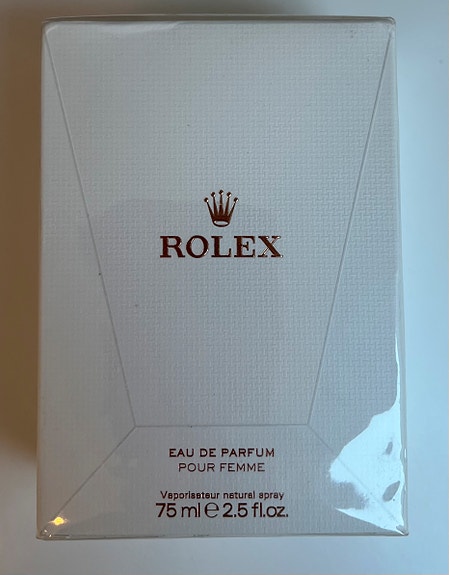 ROLEX
EAU DE PARFUM
POUR FEMME
Vaporisateur natural spray
75 ml ℮ 2.5 fl.oz.